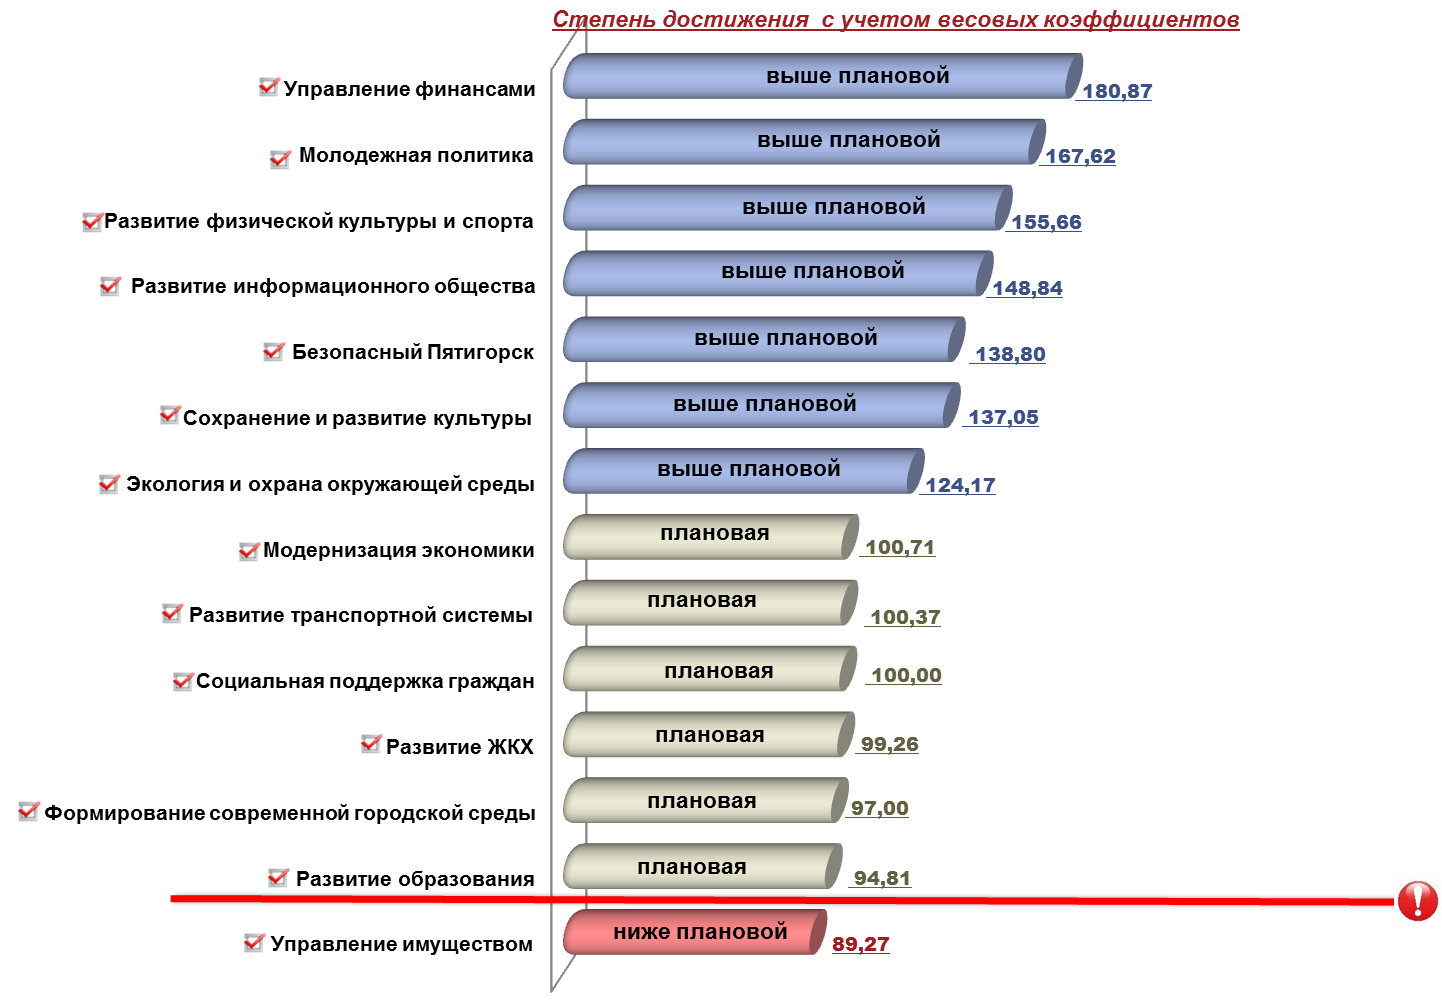 Степень достижения с учетом весовых коэффициентов
Управление финансами
выше плановой
180,87
Молодежная политика
выше плановой
167,62
Развитие физической культуры и спорта
выше плановой
155,66
Развитие информационного общества
выше плановой
148,84
Безопасный Пятигорск
выше плановой
138,80
Сохранение и развитие культуры
выше плановой
137,05
Экология и охрана окружающей среды
выше плановой
124,17
Модернизация экономики
плановая
100,71
Развитие транспортной системы
плановая
100,37
Социальная поддержка граждан
плановая
100,00
Развитие ЖКХ
плановая
99,26
Формирование современной городской среды
плановая
97,00
Развитие образования
плановая
94,81
Управление имуществом
ниже плановой
89,27